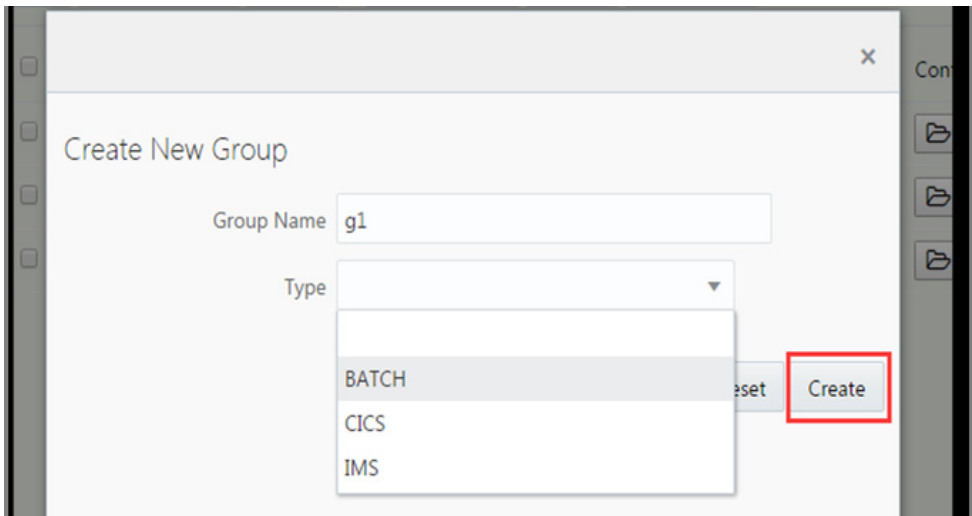 ×
Create New Group
Group Name g1
Type
BATCH
CICS
IMS
Create